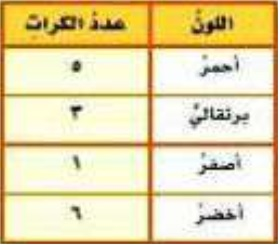 اللونُ عددُ الكراتِ
أحمرُ ٥
برتقاليٌّ ٣
أصفرُ ١
أخضرُ ٦